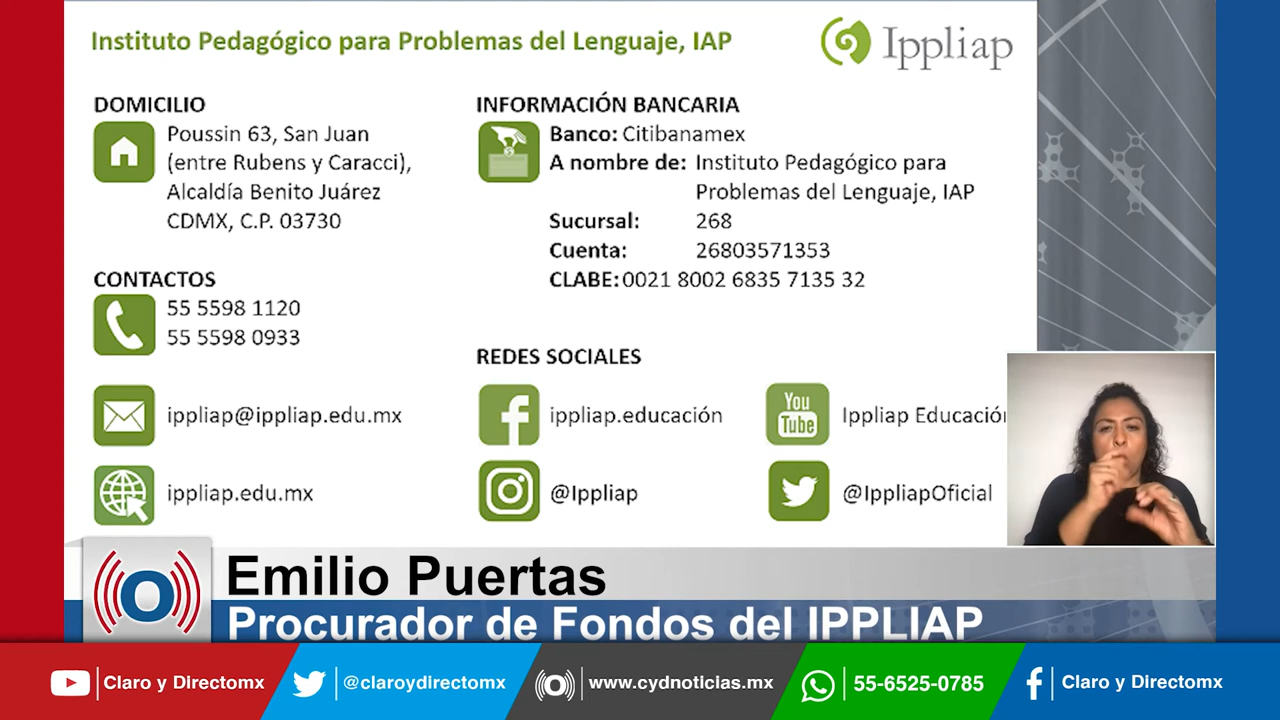 Instituto Pedagógico para Problemas del Lenguaje, IAP
Ippliap
DOMICILIO
Poussin 63, San Juan
(entre Rubens y Caracci),
Alcaldía Benito Juárez
CDMX, C.P. 03730
CONTACTOS
55 5598 1120
55 5598 0933
ippliap@ippliap.edu.mx
ippliap.edu.mx
INFORMACIÓN BANCARIA
Banco: Citibanamex
A nombre de: Instituto Pedagógico para
Problemas del Lenguaje, IAP
Sucursal: 268
Cuenta: 26803571353
CLABE: 0021 8002 6835 7135 32
REDES SOCIALES
ippliap.educación
You Tube
Ippliap Educación
@Ippliap
@IppliapOficial
Emilio Puertas
Procurador de Fondos del IPPLIAP
Claro y Directomx
@claroydirectomx
www.cydnoticias.mx
55-6525-0785
Claro y Directomx